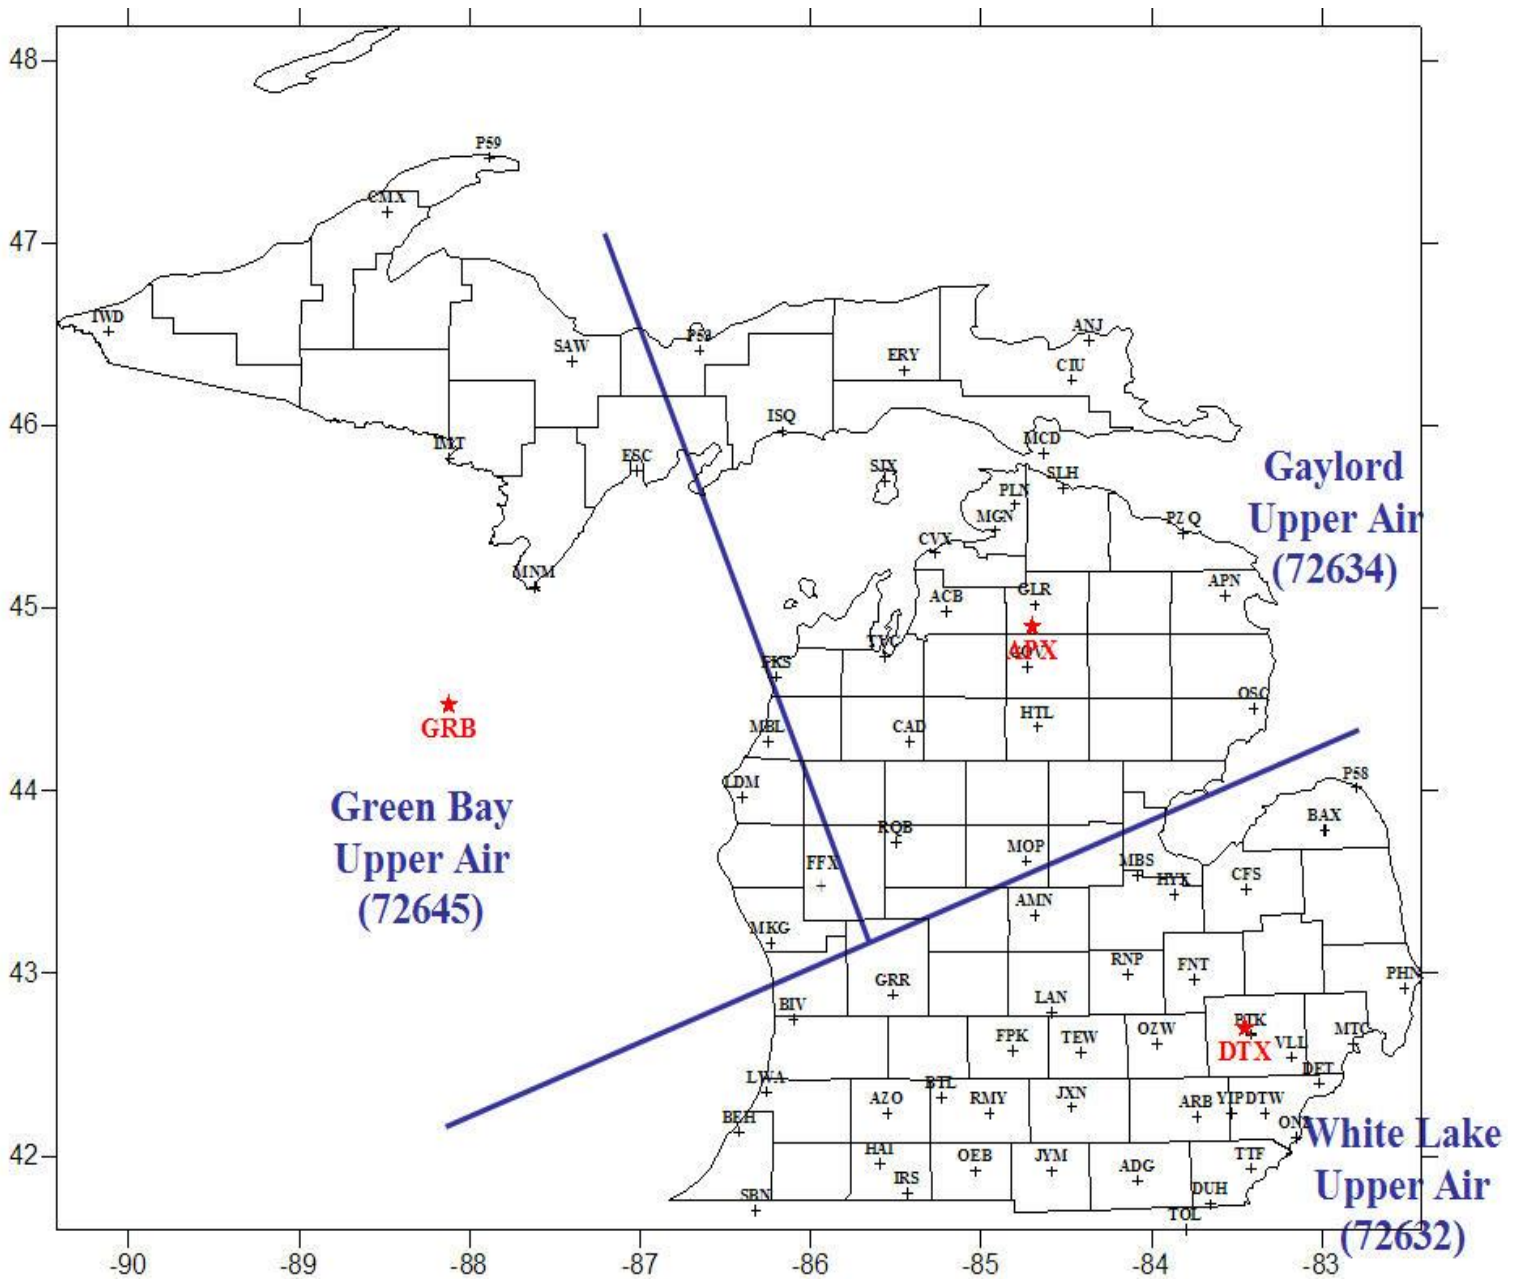 48
P59
CMX
47
IWD
SAW
P53
ERY
ANJ
CIU
46
IMT
ESC
ISQ
MCD
SJX
SLH
PLN
Gaylord
Upper Air
(72634)
MGN
PZQ
CVX
MNM
45
ACB
GLR
APN
TVC
APX
FKS
GRB
MBL
CAD
HTL
OSC
44
LDM
P58
Green Bay
Upper Air
(72645)
RQB
BAX
MOP
FFX
MBS
HYX
CFS
AMN
MKG
43
GRR
RNP
FNT
PHN
BIV
LAN
FPK
TEW
OZW
PTK
DTX
VLL
MTC
LWA
DET
AZO
BTL
RMY
JXN
ARB
YIP
DTW
BEH
ONZ
White Lake
Upper Air
(72632)
42
HAI
IRS
OEB
JYM
ADG
TTF
DUH
SBN
TOL
-90
-89
-88
-87
-86
-85
-84
-83